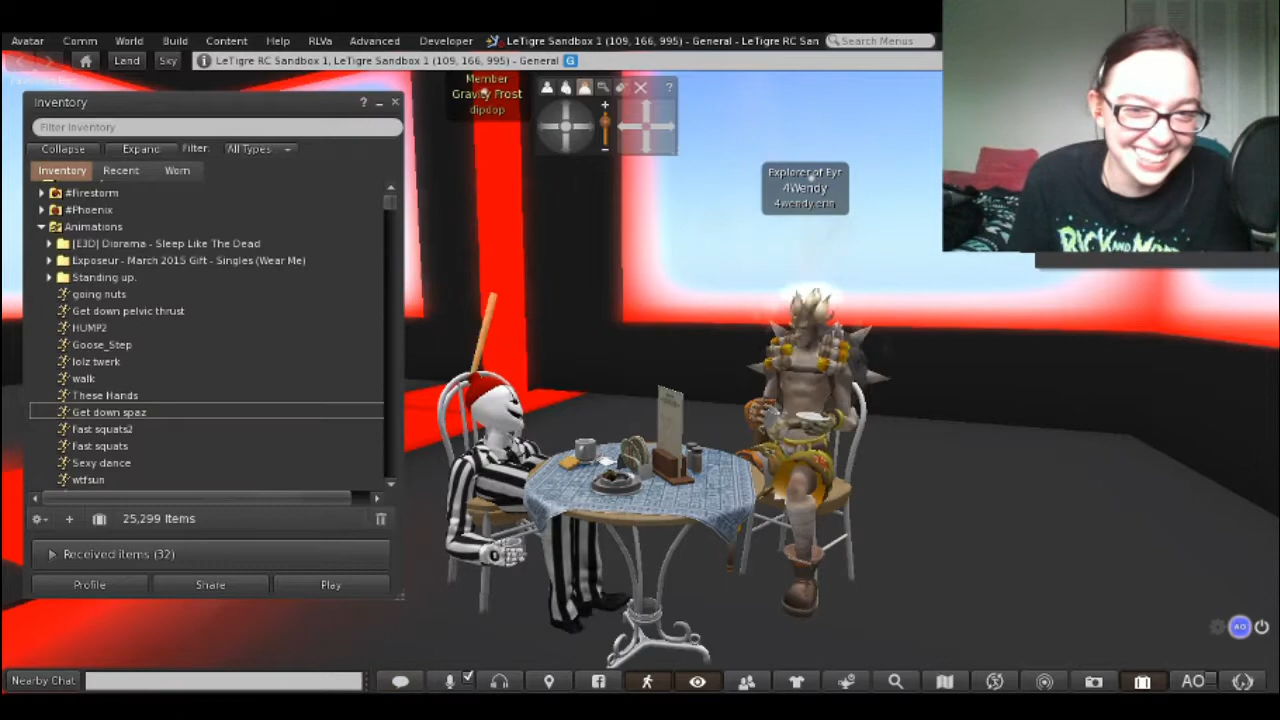 Avatar Comm World Build Content Help RLVa Advanced Developer LeTigre Sandbox 1 (109, 166, 995) - General - LeTigre RC San Search Menus
Land Sky LeTigre RC Sandbox 1, LeTigre Sandbox 1 (109, 166, 995) - General G
Member
Gravity Frost
dipdop
Explorer of Eyr
4Wendy
4wendy.erin
RICK AND MO
Inventory ? _ ×
Filter Inventory
Collapse Expand Filter: All Types
Inventory Recent Worn
#Firestorm
#Phoenix
Animations
[E3D] Diorama - Sleep Like The Dead
Exposeur - March 2015 Gift - Singles (Wear Me)
Standing up.
going nuts
Get down pelvic thrust
HUMP2
Goose_Step
lolz twerk
walk
These Hands
Get down spaz
Fast squats2
Fast squats
Sexy dance
wtfsun
25,299 Items
Received items (32)
Profile Share Play
AO
Nearby Chat AO